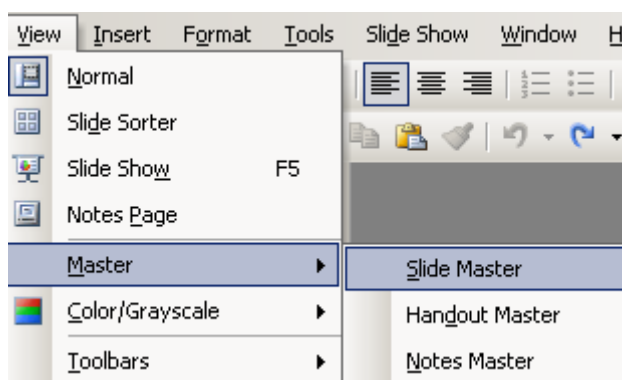 View Insert Format Tools Slide Show Window H
Normal
Slide Sorter
Slide Show F5
Notes Page
Master
Slide Master
Color/Grayscale
Handout Master
Toolbars
Notes Master